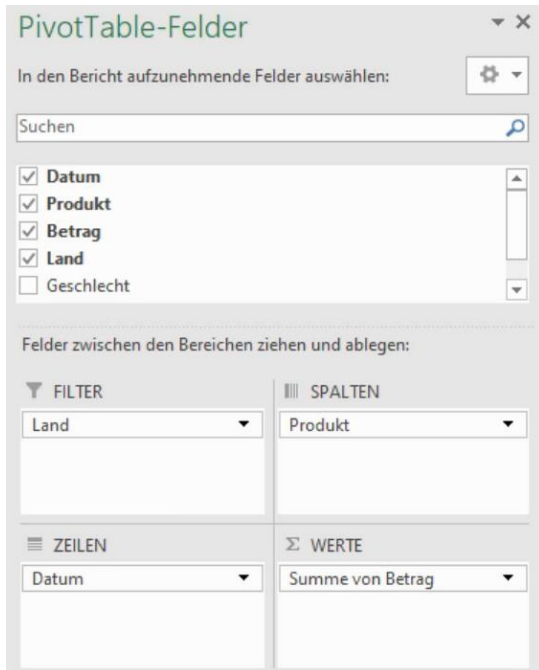 PivotTable-Felder
In den Bericht aufzunehmende Felder auswählen:
Suchen
Datum
Produkt
Betrag
Land
Geschlecht
Felder zwischen den Bereichen ziehen und ablegen:
FILTER
Land
SPALTEN
Produkt
ZEILEN
Datum
Σ WERTE
Summe von Betrag